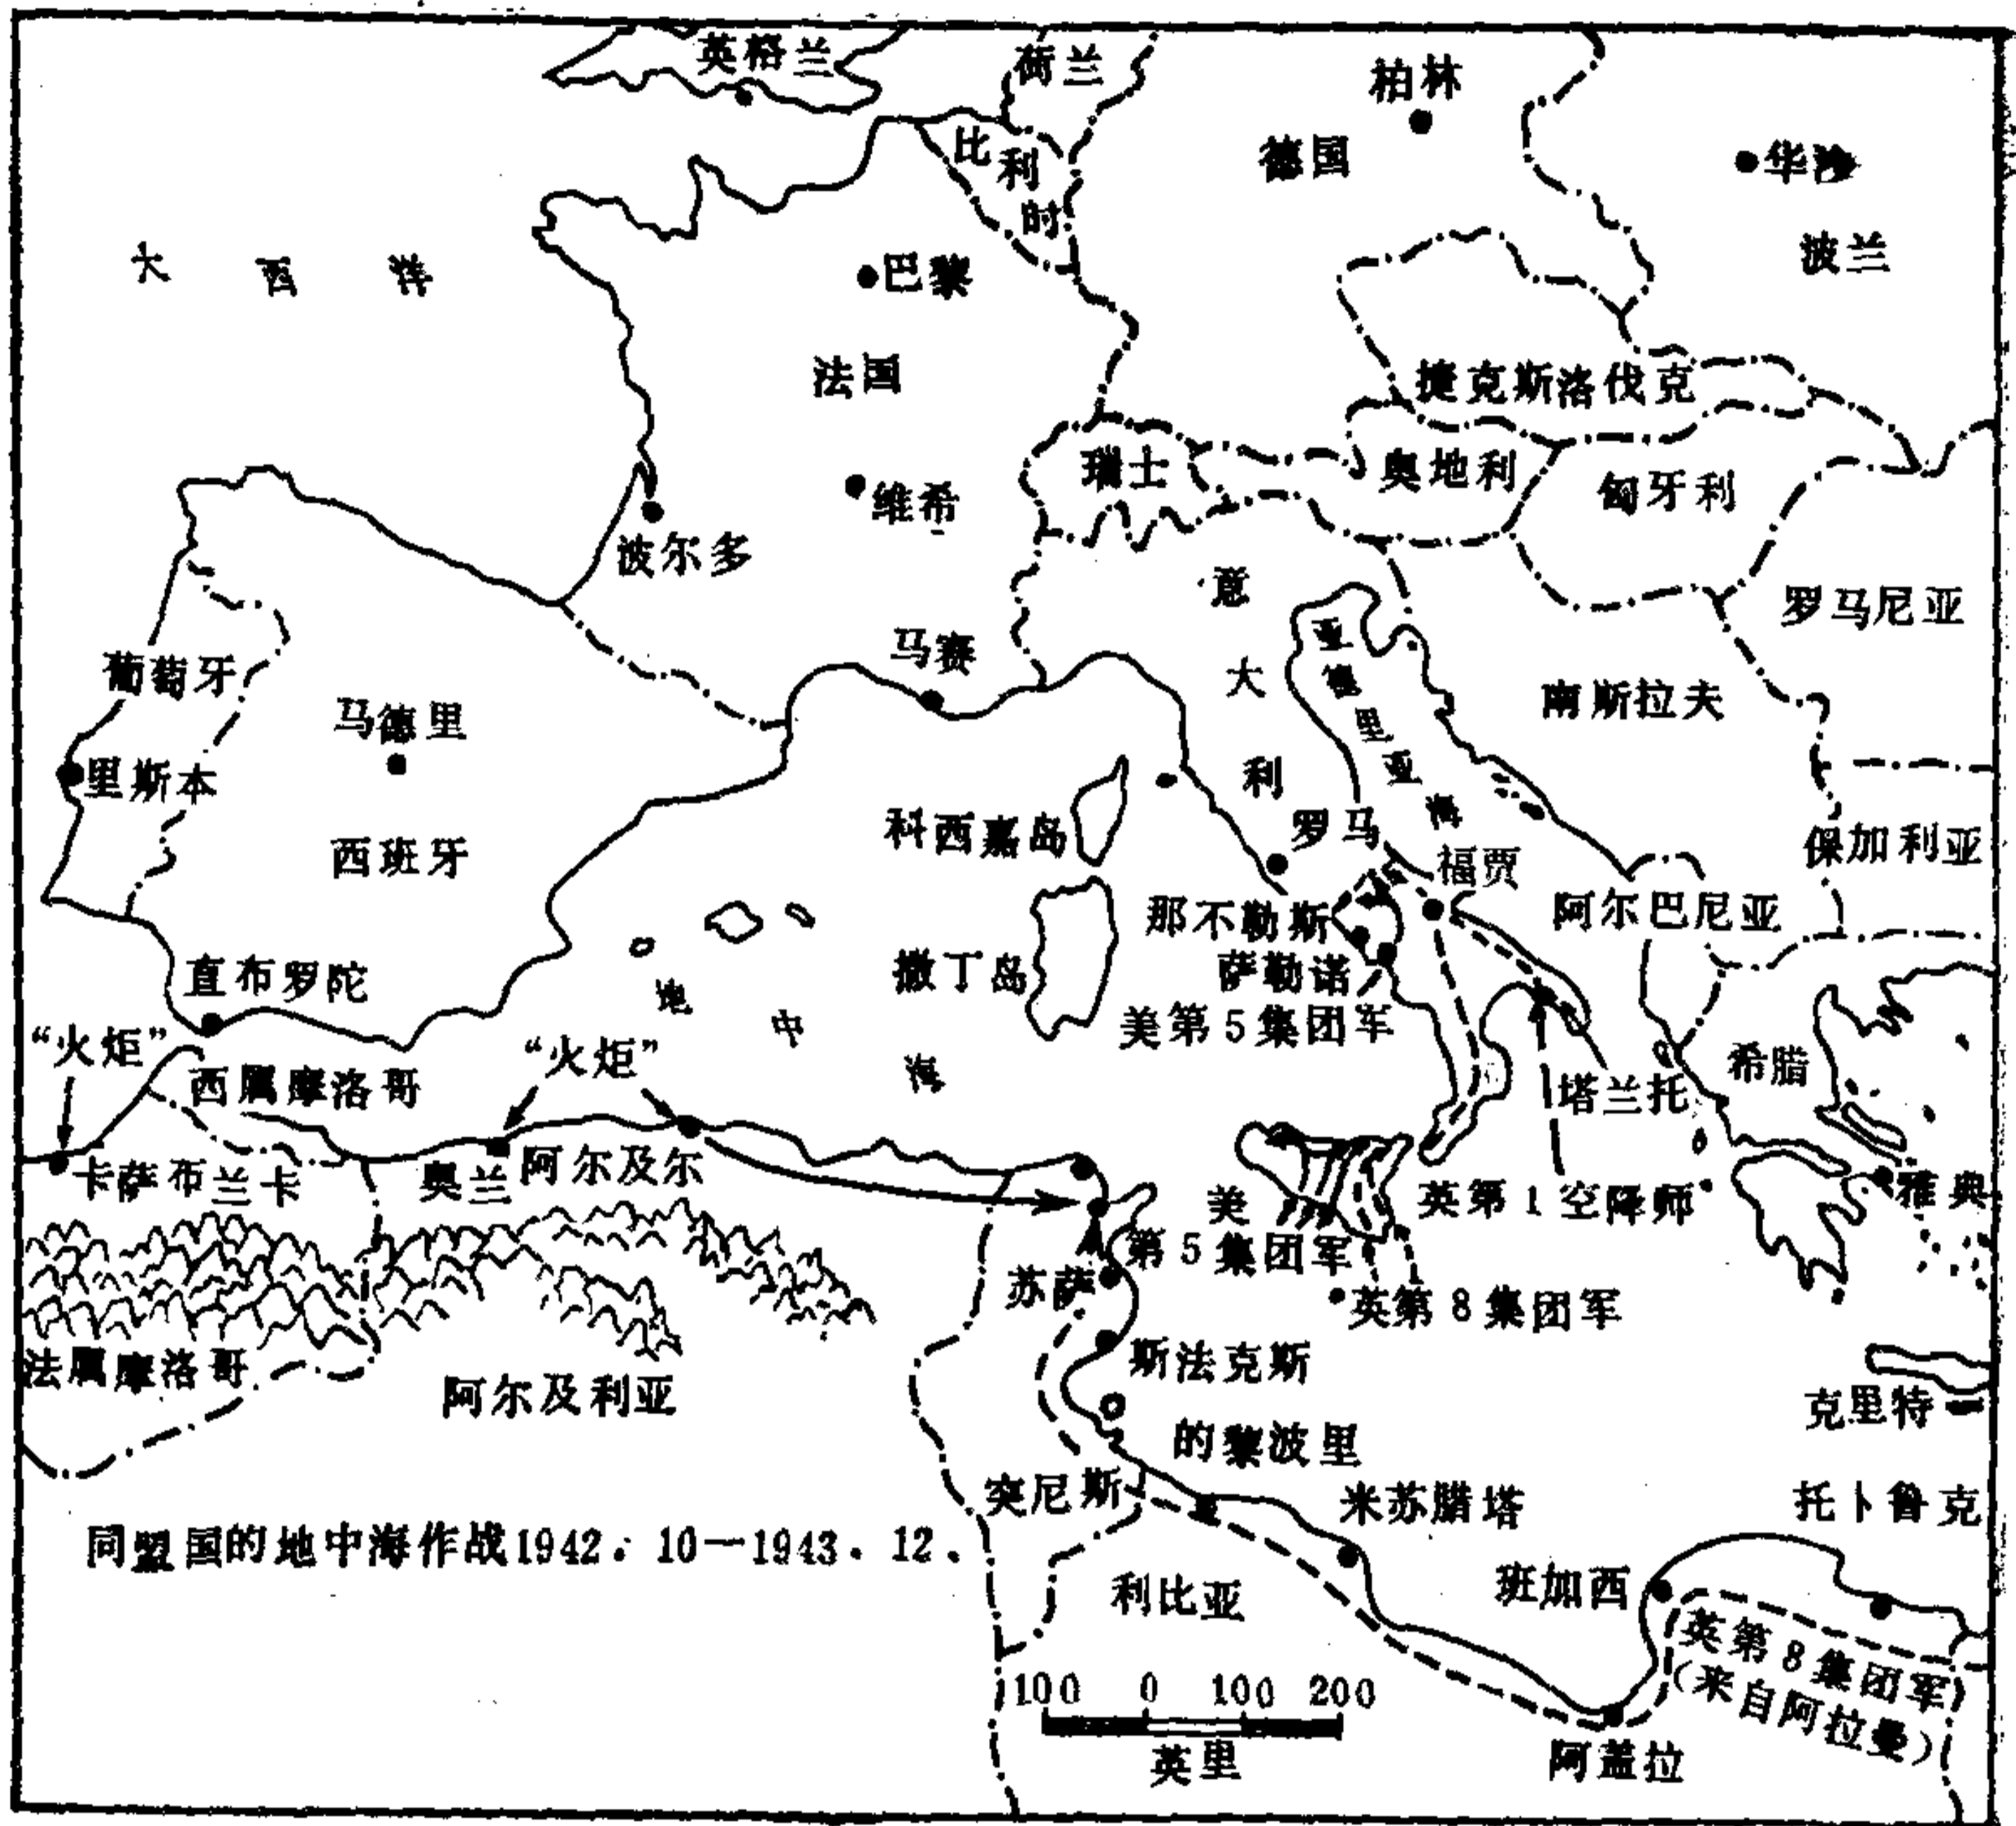 英格兰
荷兰
柏林
德国
华沙
比利时
波兰
大西洋
巴黎
法国
捷克斯洛伐克
瑞士
奥地利
匈牙利
维希
波尔多
意大利
罗马尼亚
亚德里亚海
马赛
葡萄牙
马德里
南斯拉夫
里斯本
西班牙
科西嘉岛
罗马
保加利亚
福贾
那不勒斯
阿尔巴尼亚
直布罗陀
地中海
撒丁岛
萨勒诺
美第5集团军
“火炬”
“火炬”
西属摩洛哥
塔兰托
希腊
卡萨布兰卡
奥兰
阿尔及尔
美第5集团军
英第1空降师
雅典
苏萨
英第8集团军
法属摩洛哥
阿尔及利亚
斯法克斯
克里特
的黎波里
突尼斯
米苏腊塔
托卜鲁克
同盟国的地中海作战1942.10—1943.12.
利比亚
班加西
英第8集团军
（来自阿拉曼）
100 0 100 200
英里
阿盖拉